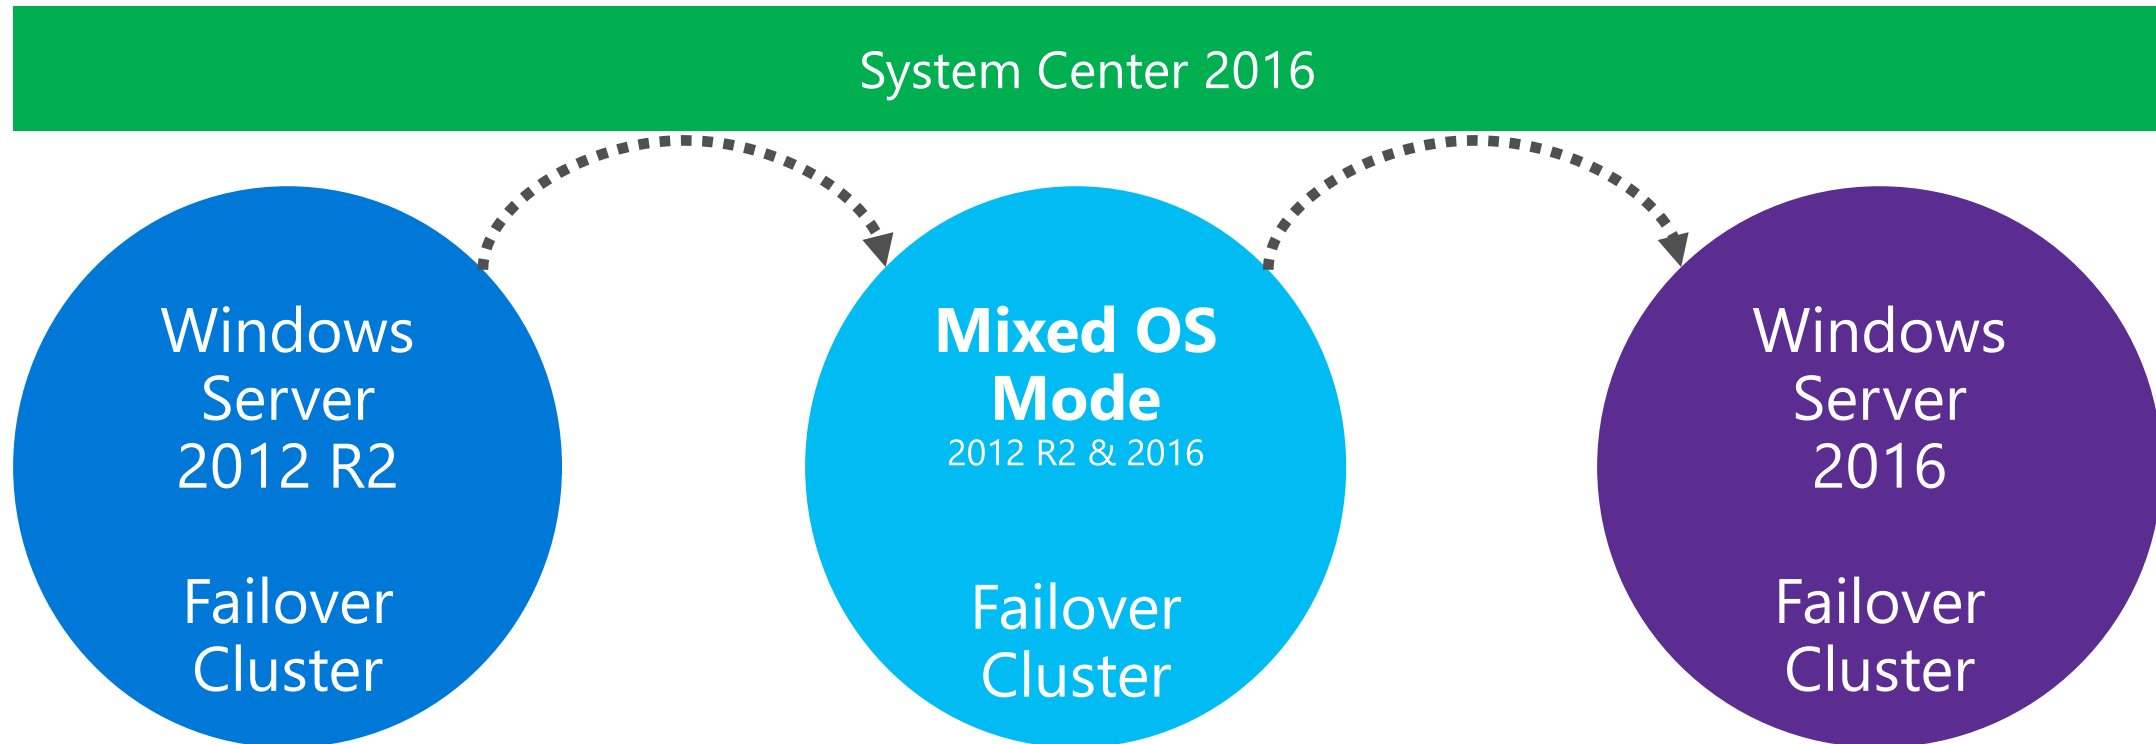 System Center 2016
Windows
Server
2012 R2
Failover
Cluster
Mixed OS
Mode
2012 R2 & 2016
Failover
Cluster
Windows
Server
2016
Failover
Cluster